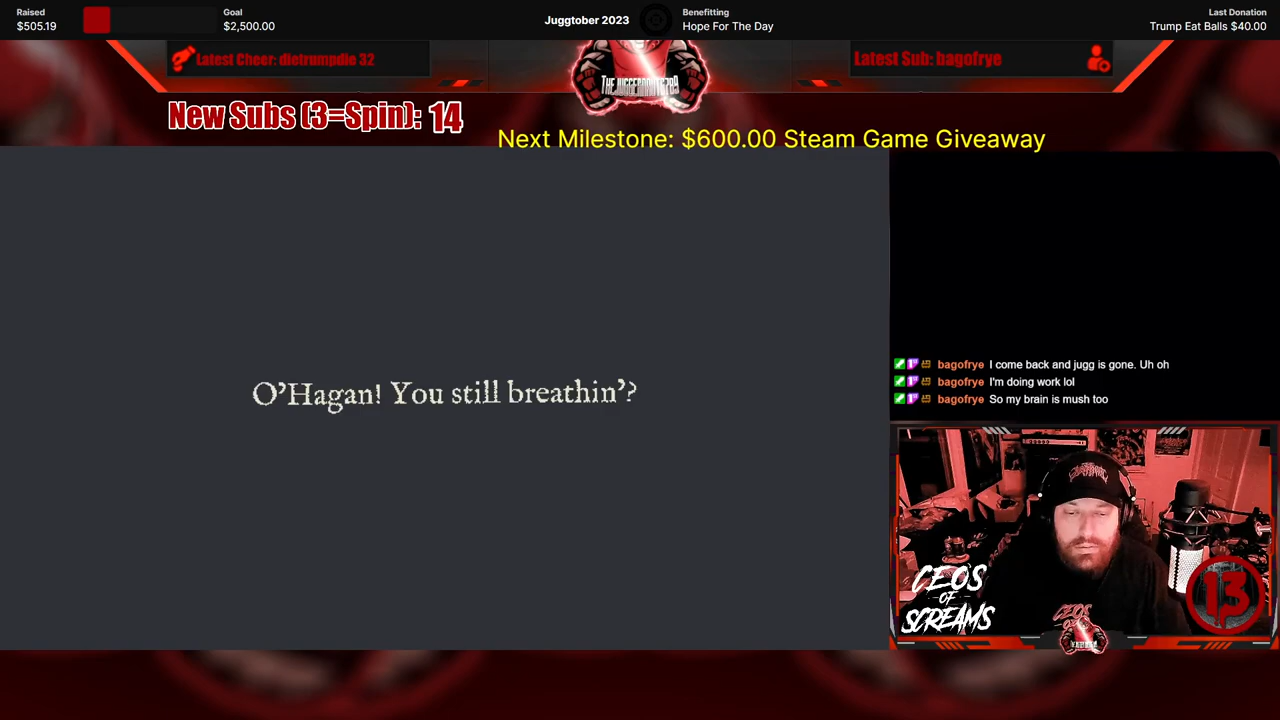 Raised
$505.19
Goal
$2,500.00
Juggtober 2023
Benefitting
Hope For The Day
Last Donation
Trump Eat Balls $40.00
Latest Cheer: dietrumpdie 32
THEJUGGERNAUT6789
Latest Sub: bagofrye
New Subs (3=Spin): 14
Next Milestone: $600.00 Steam Game Giveaway
O'Hagan! You still breathin'?
bagofrye I come back and jugg is gone. Uh oh
bagofrye I'm doing work lol
bagofrye So my brain is mush too
CEOS
OF
SCREAMS
13
CEOS